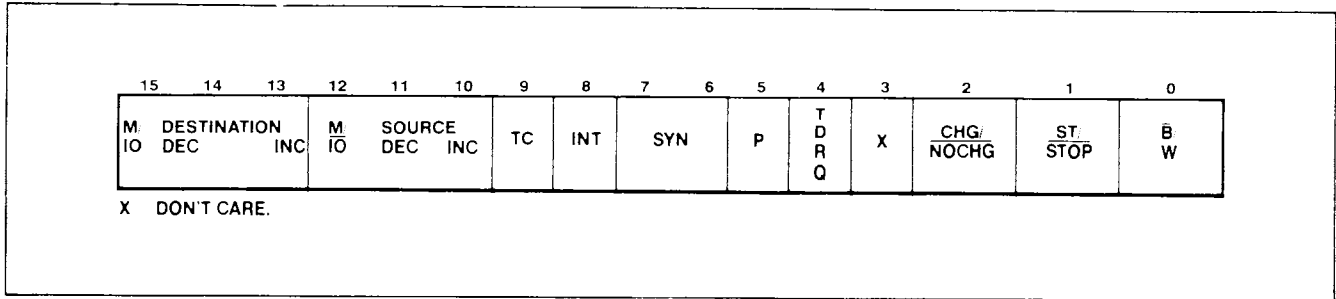 15 14 13 12 11 10 9 8 7 6 5 4 3 2 1 0
M/ DESTINATION M/ SOURCE TC INT SYN P TDRQ X CHG/ ST/ B/
IO DEC INC IO DEC INC NOCHG STOP W
X DON'T CARE.